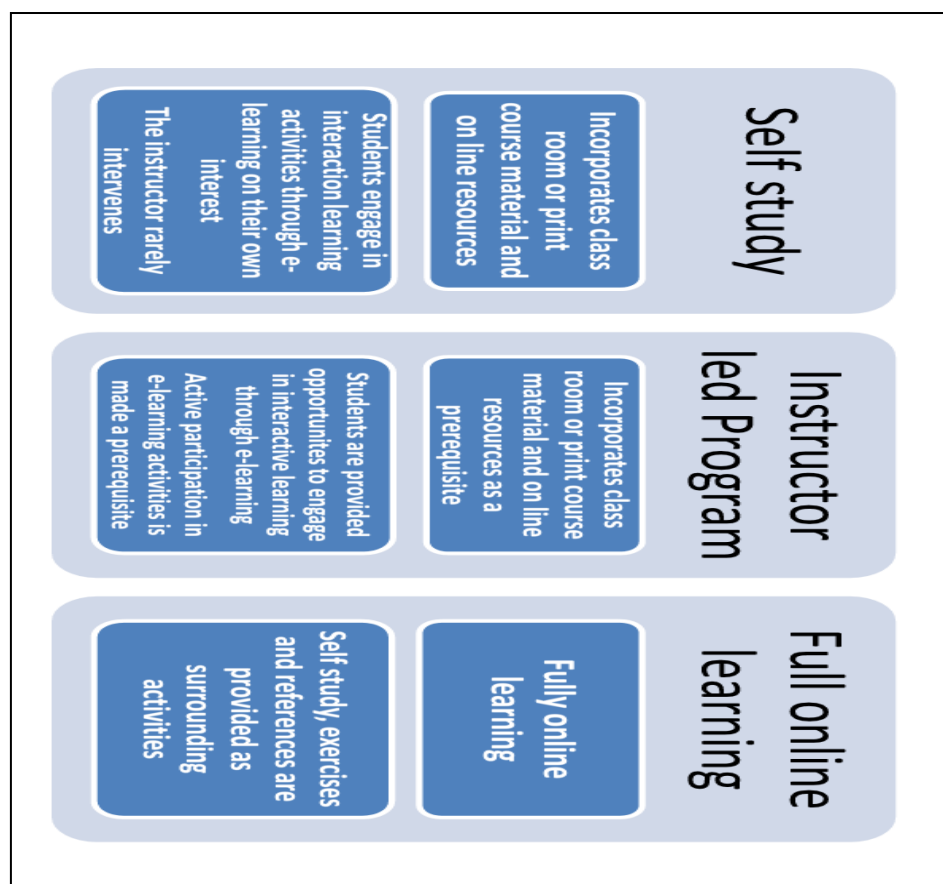 Self study
Incorporates class
room or print
course material and
on line resources
Students engage in
interaction learning
activities through e-
learning on their own
interest
The instructor rarely
intervenes
Instructor
led Program
Incorporates class
room or print course
material and on line
resources as a
prerequisite
Students are provided
opportunites to engage
in interactive learning
through e-learning
Active participation in
e-learning activities is
made a prerequisite
Full online
learning
Fully online
learning
Self study, exercises
and references are
provided as
surrounding
activities